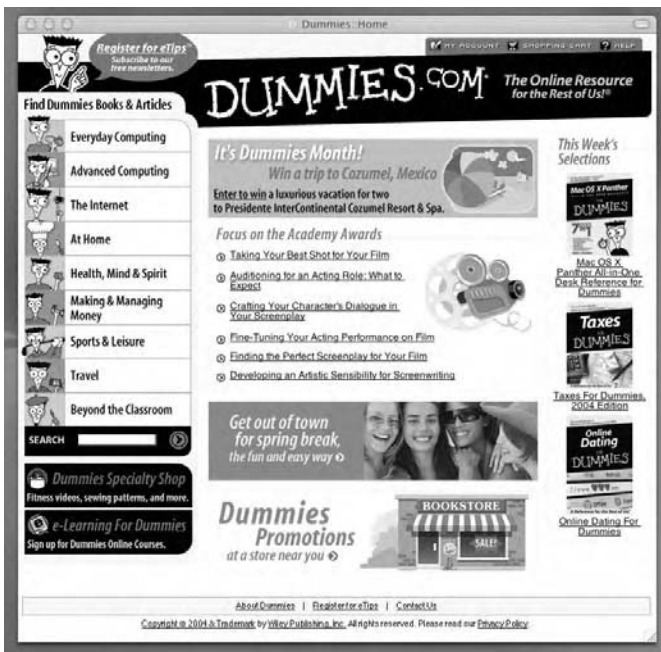 Dummies::Home
Register for eTips™
Subscribe to our
free newsletters.
MY ACCOUNT SHOPPING CART ? HELP
DUMMIES.COM®
The Online Resource
for the Rest of Us!®
Find Dummies Books & Articles
Everyday Computing
Advanced Computing
The Internet
At Home
Health, Mind & Spirit
Making & Managing
Money
Sports & Leisure
Travel
Beyond the Classroom
SEARCH
Dummies Specialty Shop
Fitness videos, sewing patterns, and more.
e-Learning For Dummies
Sign up for Dummies Online Courses.
It's Dummies Month!
Win a trip to Cozumel, Mexico
Enter to win a luxurious vacation for two
to Presidente InterContinental Cozumel Resort & Spa.
Focus on the Academy Awards
Taking Your Best Shot for Your Film
Auditioning for an Acting Role: What to
Expect
Crafting Your Character's Dialogue in
Your Screenplay
Fine-Tuning Your Acting Performance on Film
Finding the Perfect Screenplay for Your Film
Developing an Artistic Sensibility for Screenwriting
Get out of town
for spring break,
the fun and easy way
Dummies
Promotions
at a store near you
BOOKSTORE
SALE!
This Week's
Selections
Mac OS X Panther
DUMMIES
Mac OS X
Panther All-in-One
Desk Reference for
Dummies
Taxes
DUMMIES
Taxes For Dummies,
2004 Edition
Online
Dating
DUMMIES
Online Dating For
Dummies
About Dummies | Register for eTips | Contact Us
Copyright © 2004 & Trademark by Wiley Publishing, Inc. All rights reserved. Please read our Privacy Policy